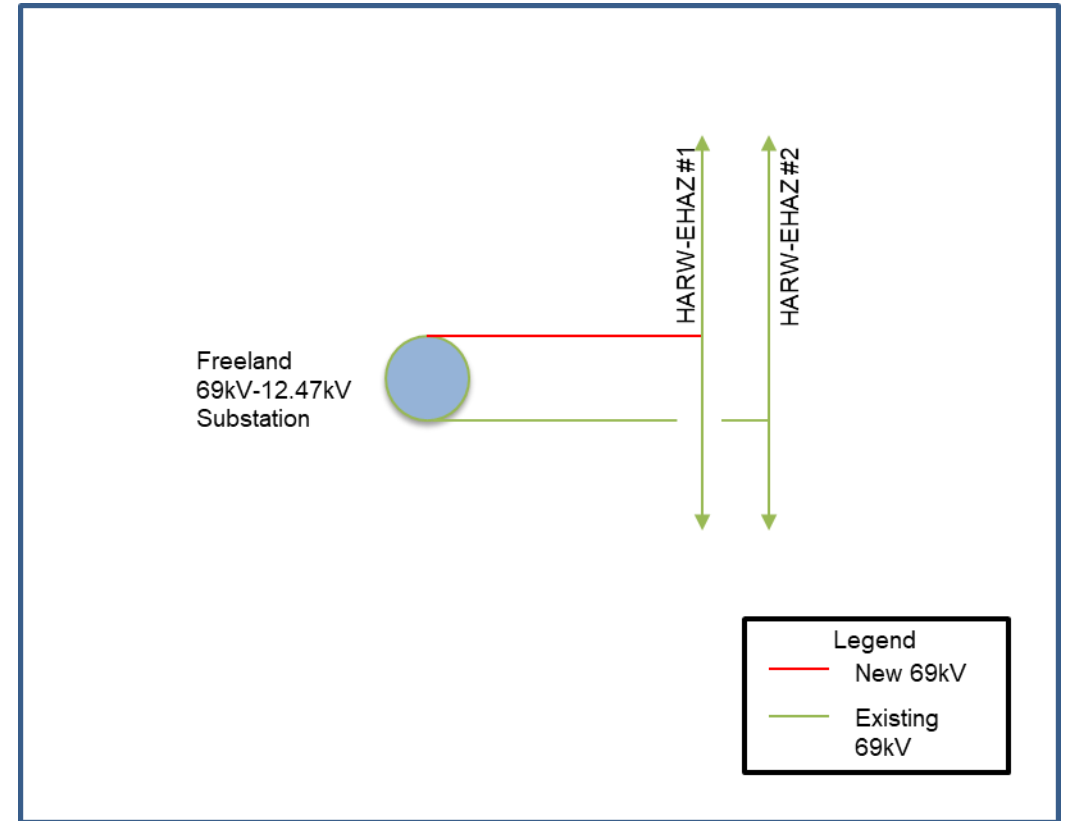 HARW-EHAZ #1
HARW-EHAZ #2
Freeland
69kV-12.47kV
Substation
Legend
New 69kV
Existing
69kV